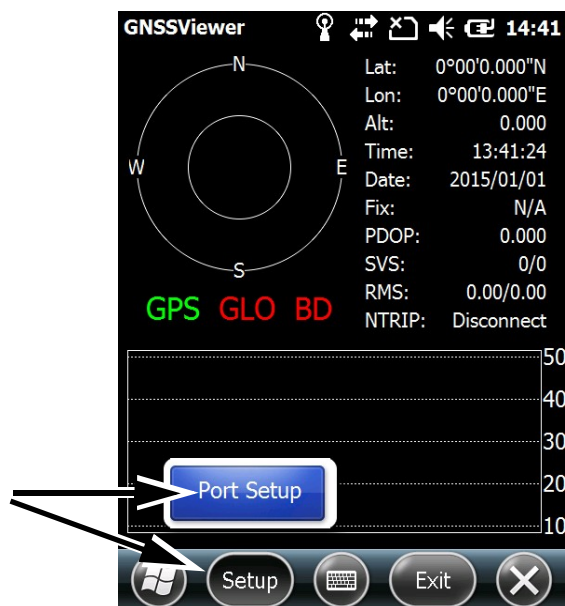 GNSSViewer 14:41
N
W
E
S
GPS GLO BD
Lat: 0°00'0.000"N
Lon: 0°00'0.000"E
Alt: 0.000
Time: 13:41:24
Date: 2015/01/01
Fix: N/A
PDOP: 0.000
SVS: 0/0
RMS: 0.00/0.00
NTRIP: Disconnect
50
40
30
20
10
Port Setup
Setup Exit